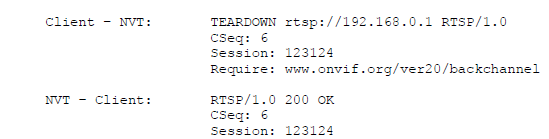 Client – NVT: TEARDOWN rtsp://192.168.0.1 RTSP/1.0
CSeq: 6
Session: 123124
Require: www.onvif.org/ver20/backchannel
NVT – Client: RTSP/1.0 200 OK
CSeq: 6
Session: 123124